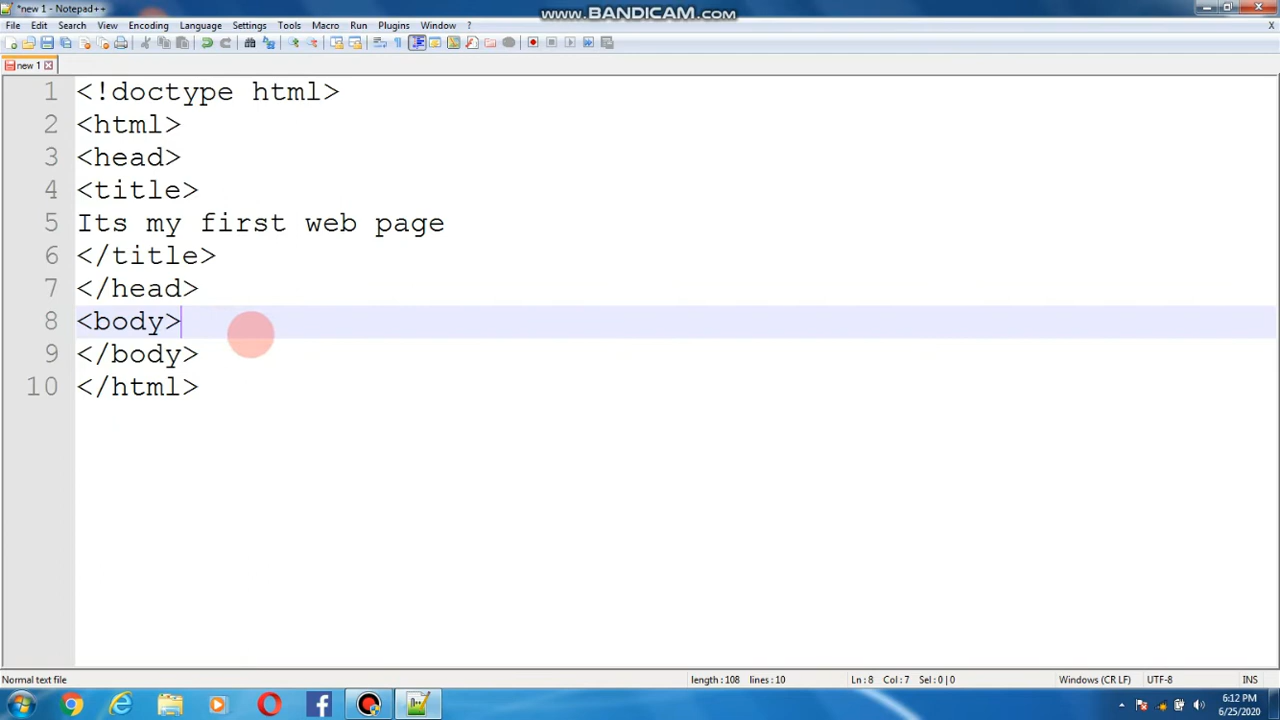 *new 1 - Notepad++
www.BANDICAM.com
File Edit Search View Encoding Language Settings Tools Macro Run Plugins Window ?
X
new 1
1 <!doctype html>
2 <html>
3 <head>
4 <title>
5 Its my first web page
6 </title>
7 </head>
8 <body>
9 </body>
10 </html>
Normal text file length : 108 lines : 10 Ln : 8 Col : 7 Sel : 0 | 0 Windows (CR LF) UTF-8 INS
6:12 PM
6/25/2020